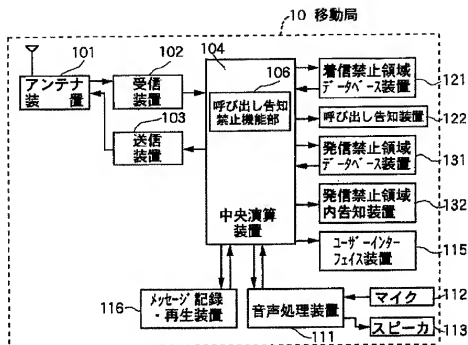 10 移動局
101
アンテナ
装置
102
受信
装置
103
送信
装置
104
106
呼び出し告知
禁止機能部
中央演算
装置
着信禁止領域
データベース装置
121
呼び出し告知装置
122
発信禁止領域
データベース装置
131
発信禁止領域
内告知装置
132
ユーザーインター
フェイス装置
115
メッセージ記録
・再生装置
116
音声処理装置
111
マイク
112
スピーカ
113